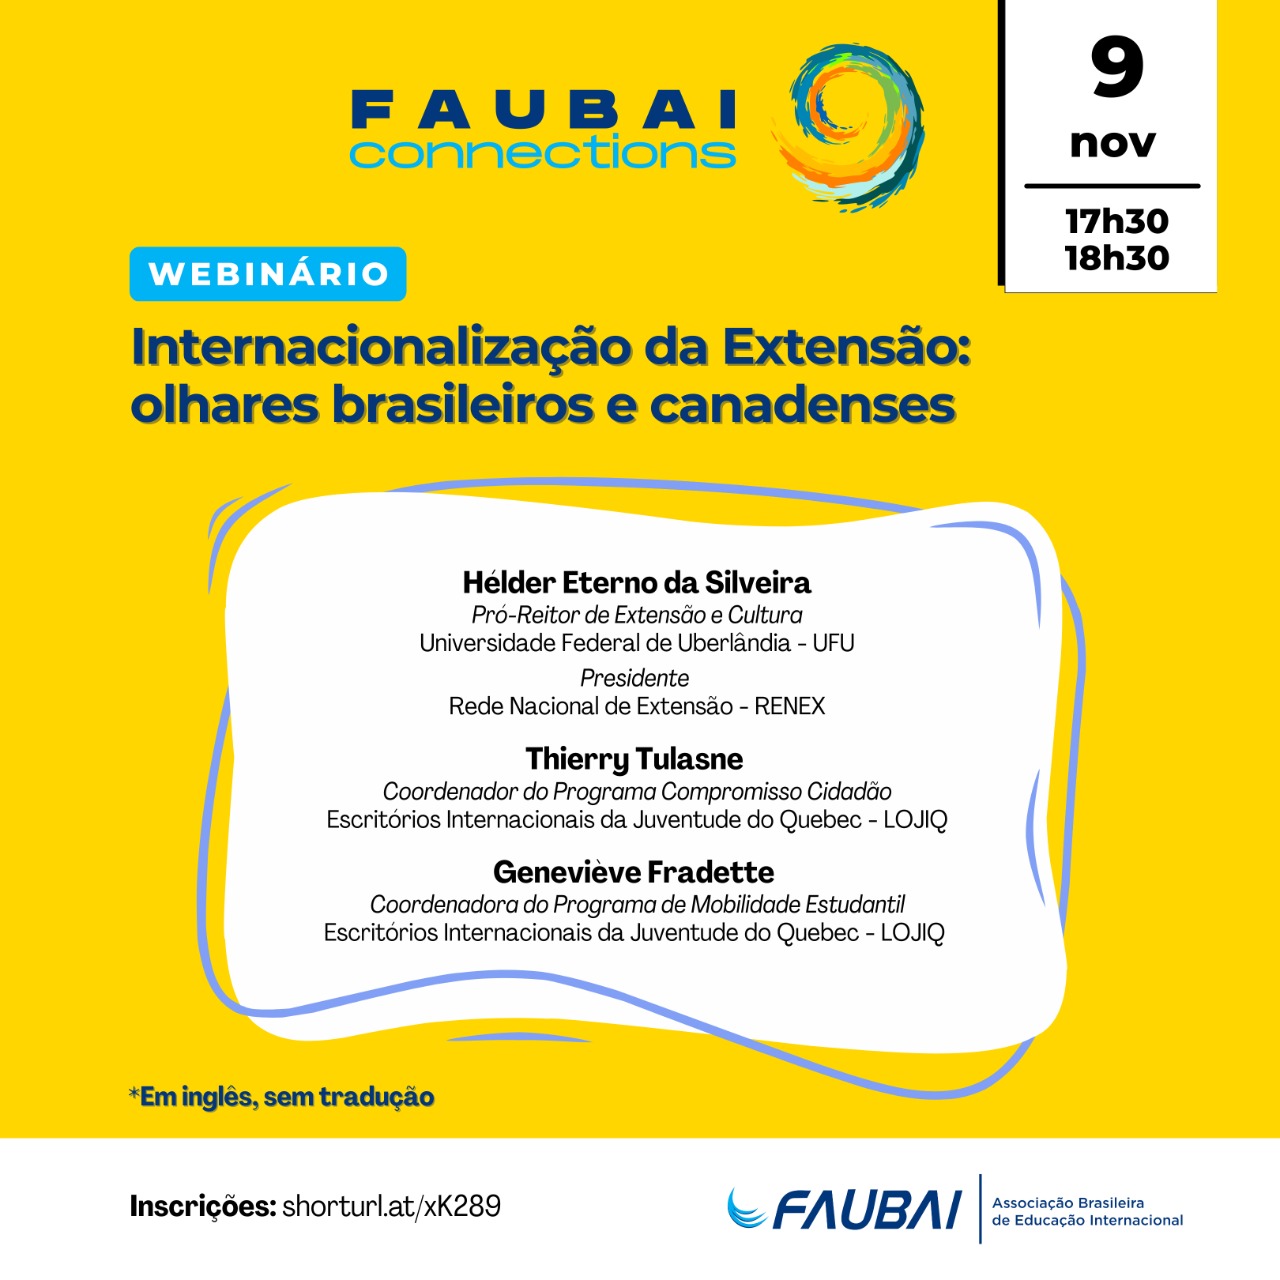 FAUBAI
connections
9
nov
17h30
18h30
WEBINÁRIO
Internacionalização da Extensão:
olhares brasileiros e canadenses
Hélder Eterno da Silveira
Pró-Reitor de Extensão e Cultura
Universidade Federal de Uberlândia - UFU
Presidente
Rede Nacional de Extensão - RENEX
Thierry Tulasne
Coordenador do Programa Compromisso Cidadão
Escritórios Internacionais da Juventude do Quebec - LOJIQ
Geneviève Fradette
Coordenadora do Programa de Mobilidade Estudantil
Escritórios Internacionais da Juventude do Quebec - LOJIQ
*Em inglês, sem tradução
Inscrições: shorturl.at/xK289
FAUBAI
Associação Brasileira
de Educação Internacional